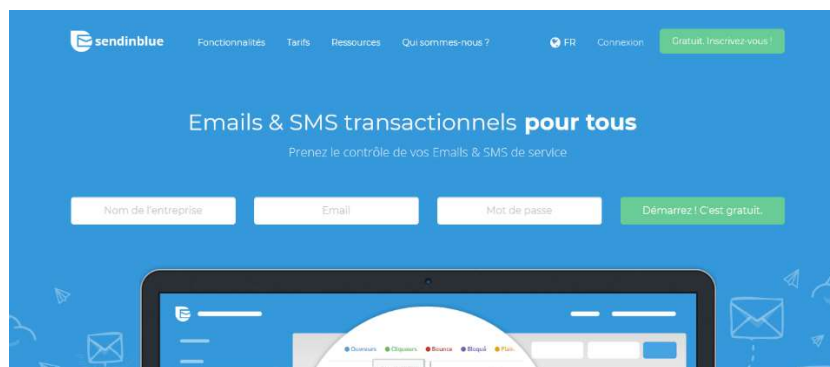 sendinblue Fonctionnalités Tarifs Ressources Qui sommes-nous ? FR Connexion Gratuit. Inscrivez-vous !
Emails & SMS transactionnels pour tous
Prenez le contrôle de vos Emails & SMS de service
Nom de l'entreprise Email Mot de passe Démarrez ! C'est gratuit.
Ouvreurs Cliqueurs Bounce Bloqué Plain.